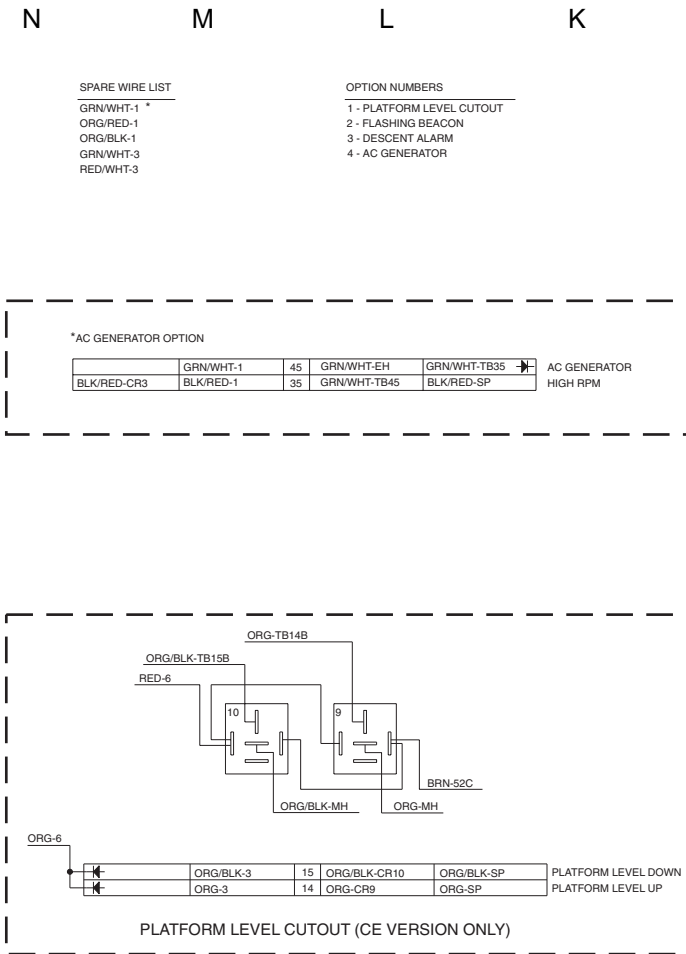 N M L K
SPARE WIRE LIST
GRN/WHT-1 *
ORG/RED-1
ORG/BLK-1
GRN/WHT-3
RED/WHT-3
OPTION NUMBERS
1 - PLATFORM LEVEL CUTOUT
2 - FLASHING BEACON
3 - DESCENT ALARM
4 - AC GENERATOR
*AC GENERATOR OPTION
GRN/WHT-1 45 GRN/WHT-EH GRN/WHT-TB35 AC GENERATOR
BLK/RED-CR3 BLK/RED-1 35 GRN/WHT-TB45 BLK/RED-SP HIGH RPM
ORG-TB14B
ORG/BLK-TB15B
RED-6
10 9
BRN-52C
ORG/BLK-MH ORG-MH
ORG-6
ORG/BLK-3 15 ORG/BLK-CR10 ORG/BLK-SP PLATFORM LEVEL DOWN
ORG-3 14 ORG-CR9 ORG-SP PLATFORM LEVEL UP
PLATFORM LEVEL CUTOUT (CE VERSION ONLY)